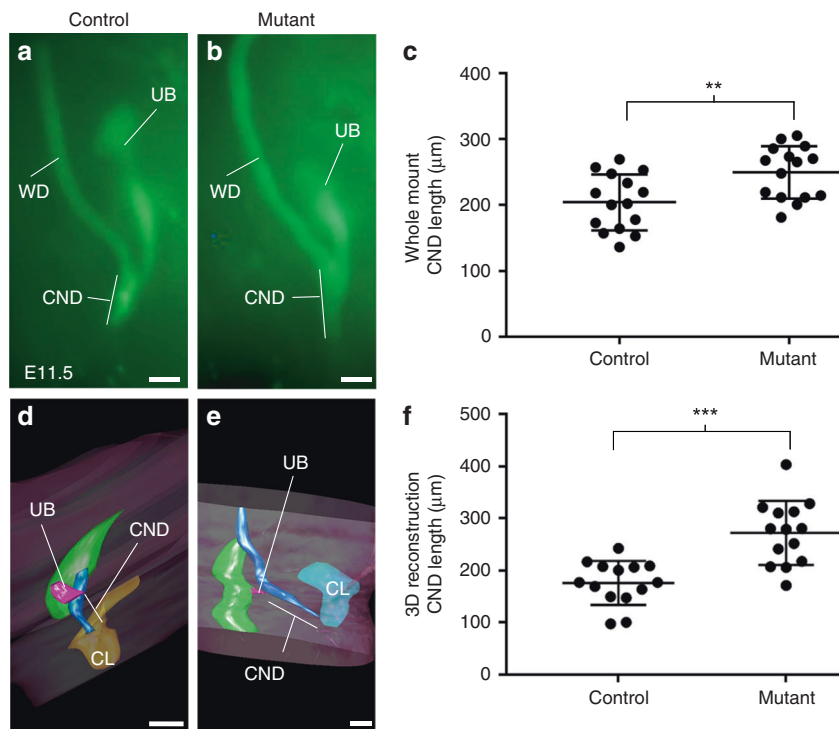 Control
Mutant
a
UB
WD
CND
E11.5
b
UB
WD
CND
c
**
400
300
200
100
0
Whole mount
CND length (μm)
Control
Mutant
d
UB
CND
CL
e
UB
CL
CND
f
***
500
400
300
200
100
0
3D reconstruction
CND length (μm)
Control
Mutant